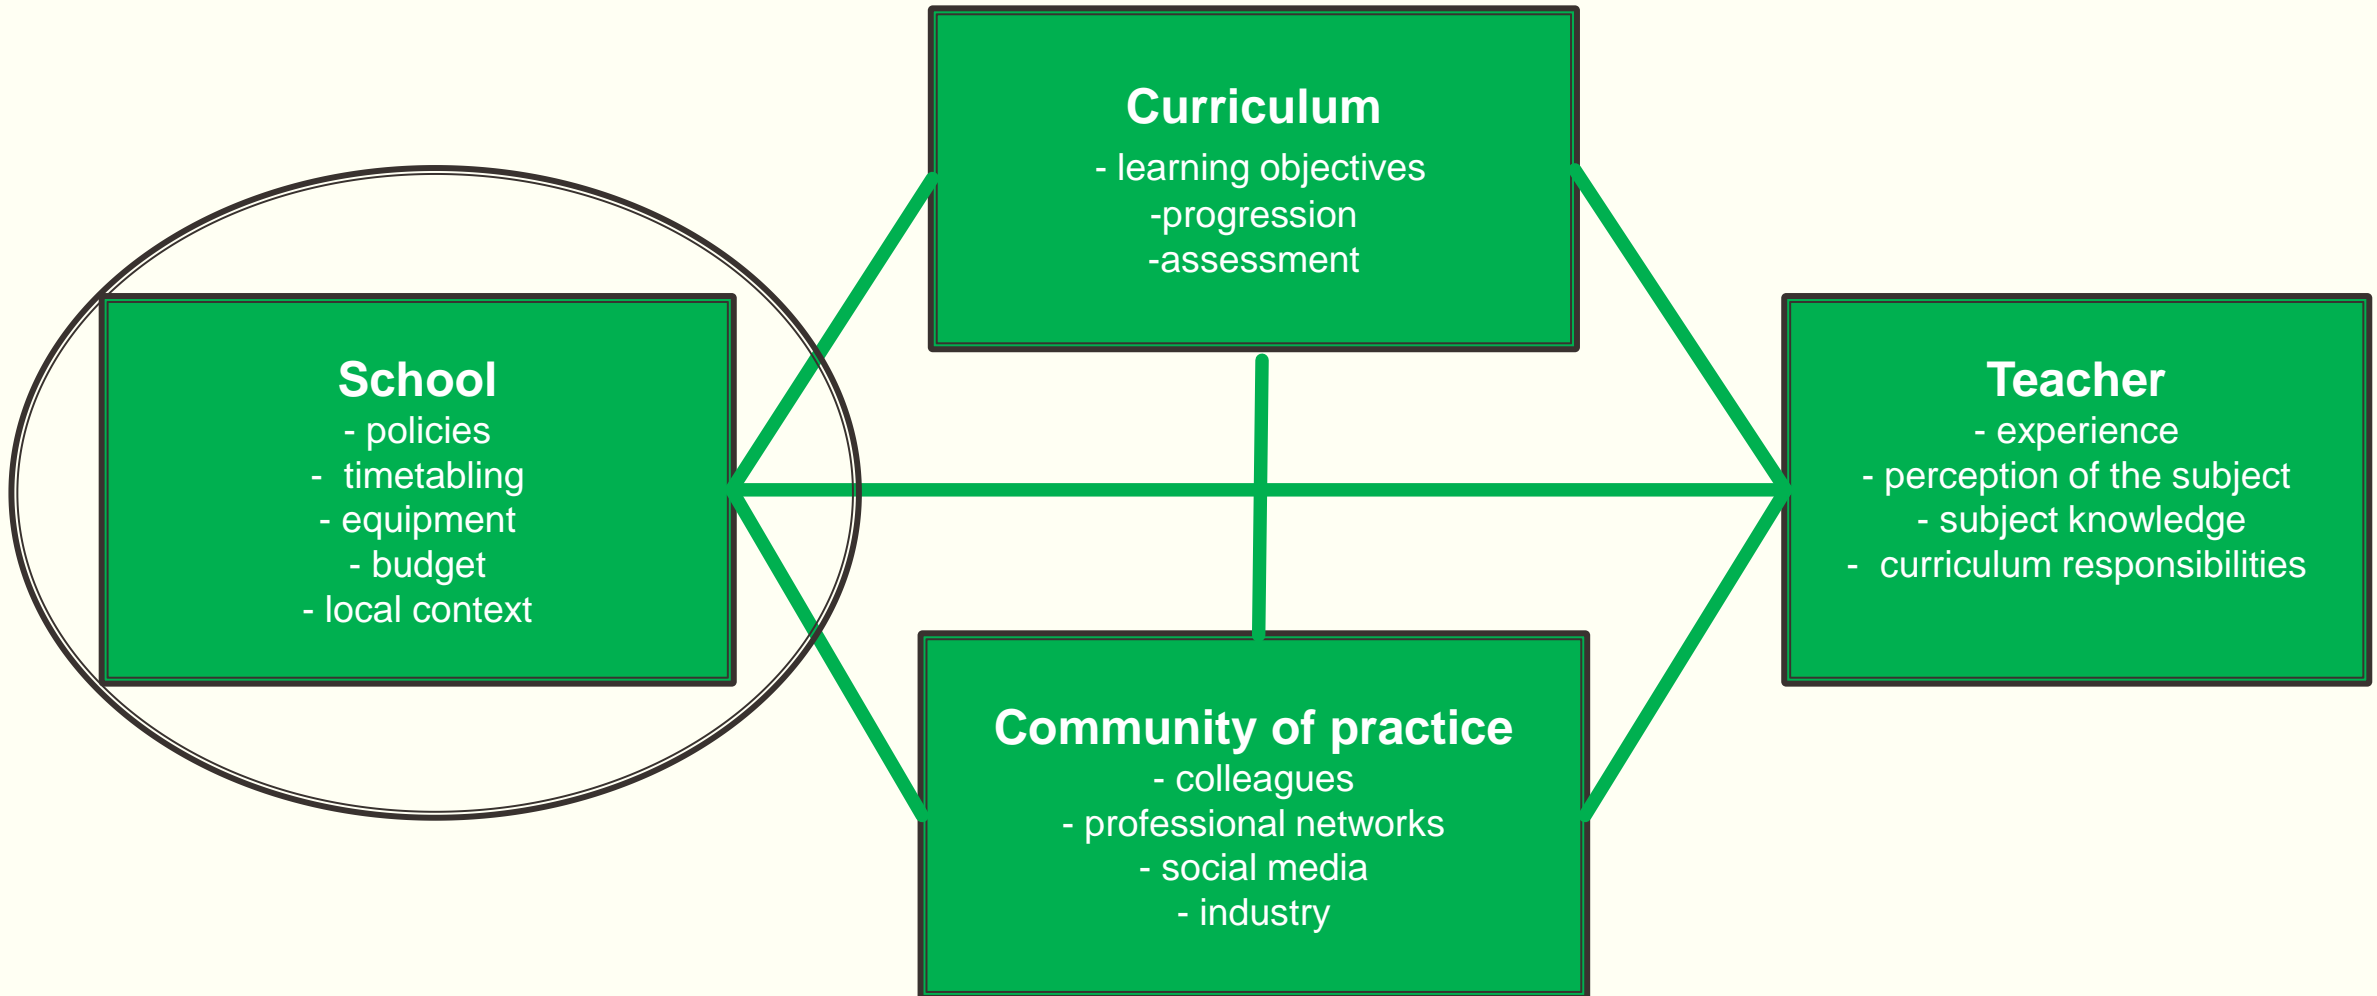 Curriculum
- learning objectives
-progression
-assessment
School
- policies
-  timetabling
- equipment
- budget
- local context
Teacher
- experience
- perception of the subject
- subject knowledge
-  curriculum responsibilities
Community of practice
- colleagues
- professional networks
- social media
- industry